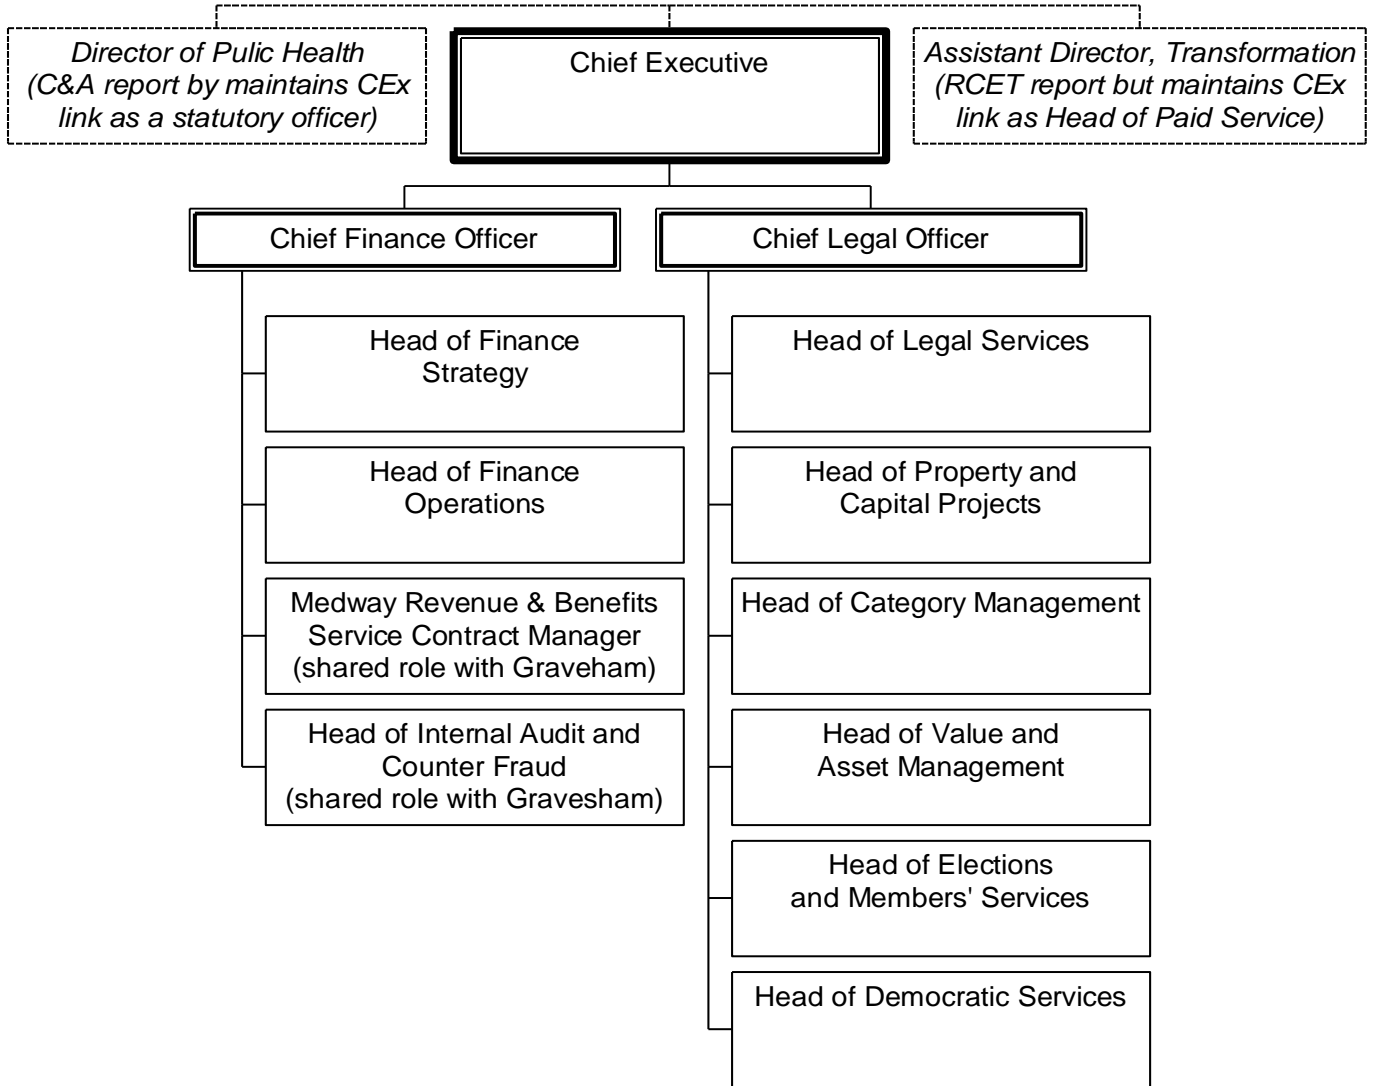 Director of Pulic Health
(C&A report by maintains CEx
link as a statutory officer)
Chief Executive
Assistant Director, Transformation
(RCET report but maintains CEx
link as Head of Paid Service)
Chief Finance Officer
Chief Legal Officer
Head of Finance
Strategy
Head of Finance
Operations
Medway Revenue & Benefits
Service Contract Manager
(shared role with Graveham)
Head of Internal Audit and
Counter Fraud
(shared role with Gravesham)
Head of Legal Services
Head of Property and
Capital Projects
Head of Category Management
Head of Value and
Asset Management
Head of Elections
and Members' Services
Head of Democratic Services